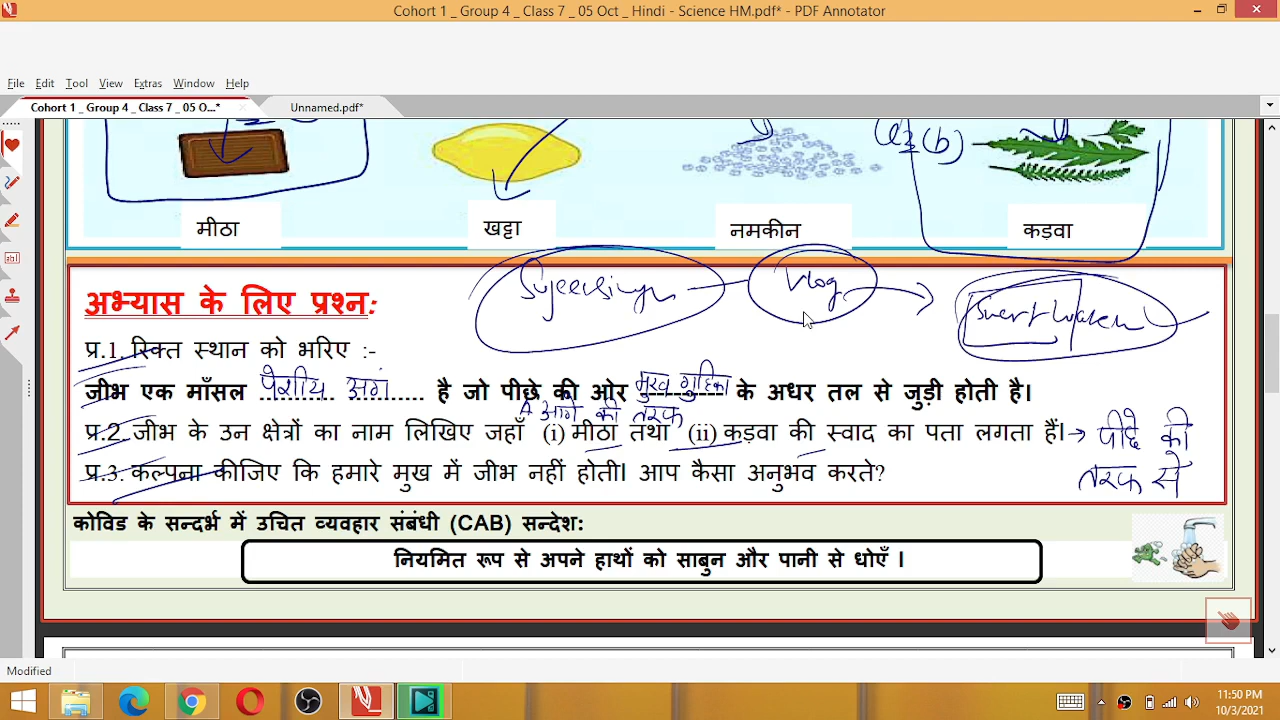 Cohort 1 _ Group 4 _ Class 7 _ 05 Oct _ Hindi - Science HM.pdf* - PDF Annotator
File Edit Tool View Extras Window Help
Cohort 1 _ Group 4 _ Class 7 _ 05 O...* Unnamed.pdf*
(b)
मीठा खट्टा नमकीन कड़वा
Vlog
अभ्यास के लिए प्रश्न:
प्र.1. रिक्त स्थान को भरिए :-
जीभ एक माँसल पेशीय अंग है जो पीछे की ओर मुख गुहिका के अधर तल से जुड़ी होती है।
आगे की तरफ
प्र.2. जीभ के उन क्षेत्रों का नाम लिखिए जहाँ (i) मीठा तथा (ii) कड़वा की स्वाद का पता लगता हैं। → पीछे की
तरफ से
प्र.3. कल्पना कीजिए कि हमारे मुख में जीभ नहीं होती। आप कैसा अनुभव करते?
कोविड के सन्दर्भ में उचित व्यवहार संबंधी (CAB) सन्देश:
नियमित रूप से अपने हाथों को साबुन और पानी से धोएँ ।
Modified
11:50 PM
10/3/2021